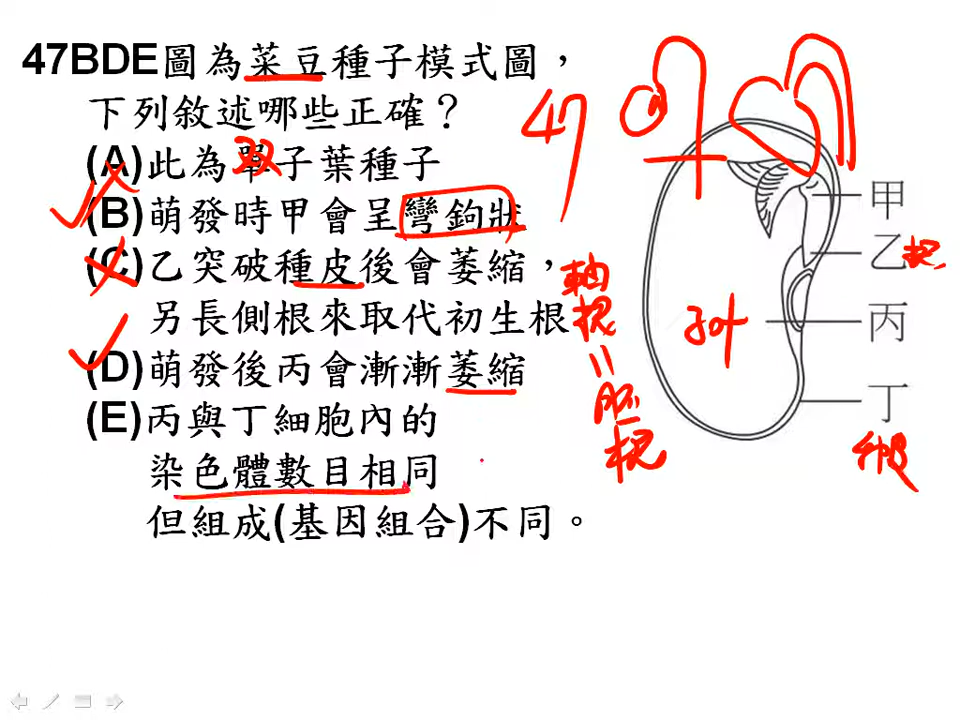 47BDE圖為菜豆種子模式圖，
下列敘述哪些正確？
(A)此為單子葉種子
双
(B)萌發時甲會呈彎鉤狀
(C)乙突破種皮後會萎縮，
另長側根來取代初生根
(D)萌發後丙會漸漸萎縮
(E)丙與丁細胞內的
染色體數目相同
但組成(基因組合)不同。
47
甲
乙
丙
丁
子叶
軸
根
=
胚
根